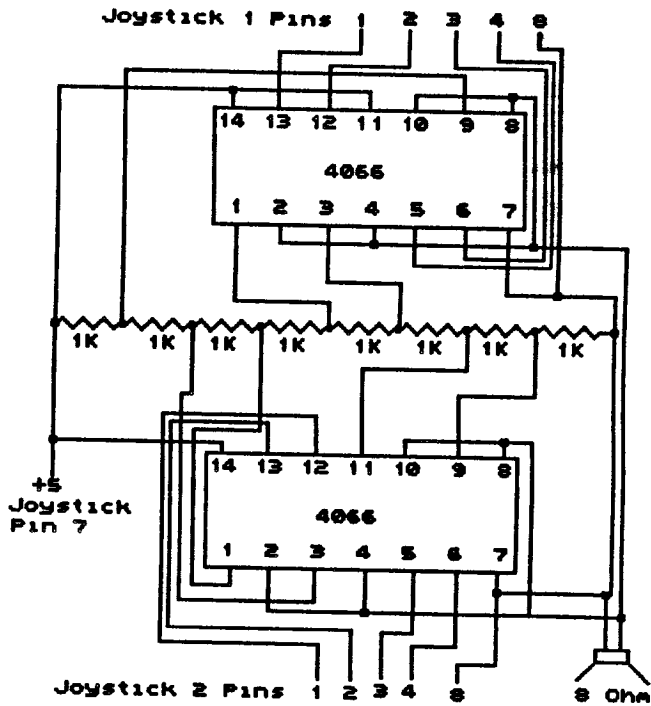 Joystick 1 Pins 1 2 3 4 8
14 13 12 11 10 9 8
4066
1 2 3 4 5 6 7
1K 1K 1K 1K 1K 1K 1K 1K
14 13 12 11 10 9 8
+5
Joystick
Pin 7
4066
1 2 3 4 5 6 7
Joystick 2 Pins 1 2 3 4 8
8 Ohm